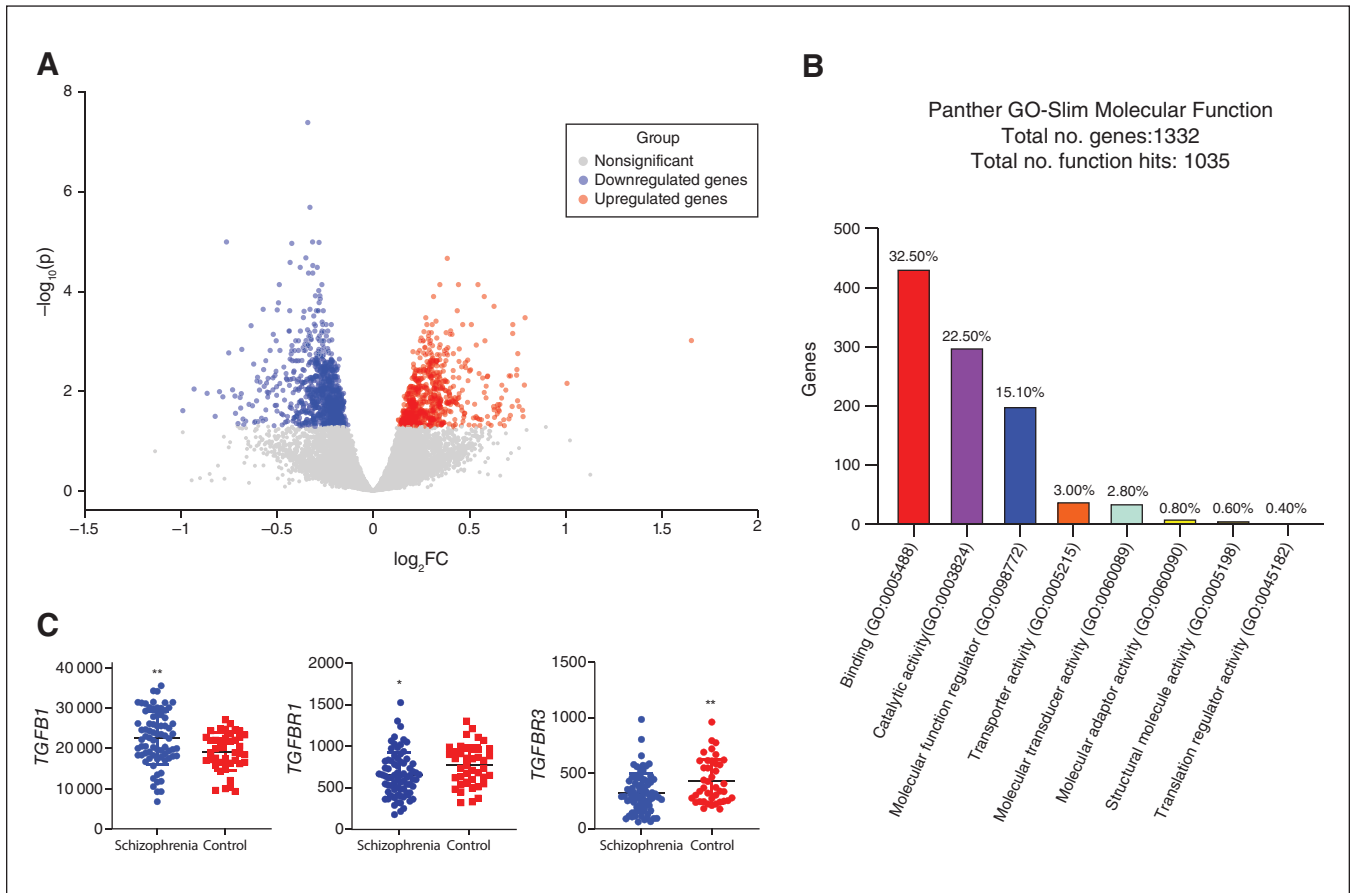 A
8
6
4
2
0
–log10(p)
–1.5
–1
–0.5
0
0.5
1
1.5
2
log2FC
Group
Nonsignificant
Downregulated genes
Upregulated genes
B
Panther GO-Slim Molecular Function
Total no. genes:1332
Total no. function hits: 1035
500
400
300
200
100
0
Genes
32.50%
22.50%
15.10%
3.00%
2.80%
0.80%
0.60%
0.40%
Binding (GO:0005488)
Catalytic activity(GO:0003824)
Molecular function regulator (GO:0098772)
Transporter activity (GO:0005215)
Molecular transducer activity (GO:0060089)
Molecular adaptor activity (GO:0060090)
Structural molecule activity (GO:0005198)
Translation regulator activity (GO:0045182)
C
40 000
30 000
20 000
10 000
0
TGFB1
**
Schizophrenia Control
2000
1500
1000
500
0
TGFBR1
*
Schizophrenia Control
1500
1000
500
0
TGFBR3
**
Schizophrenia Control